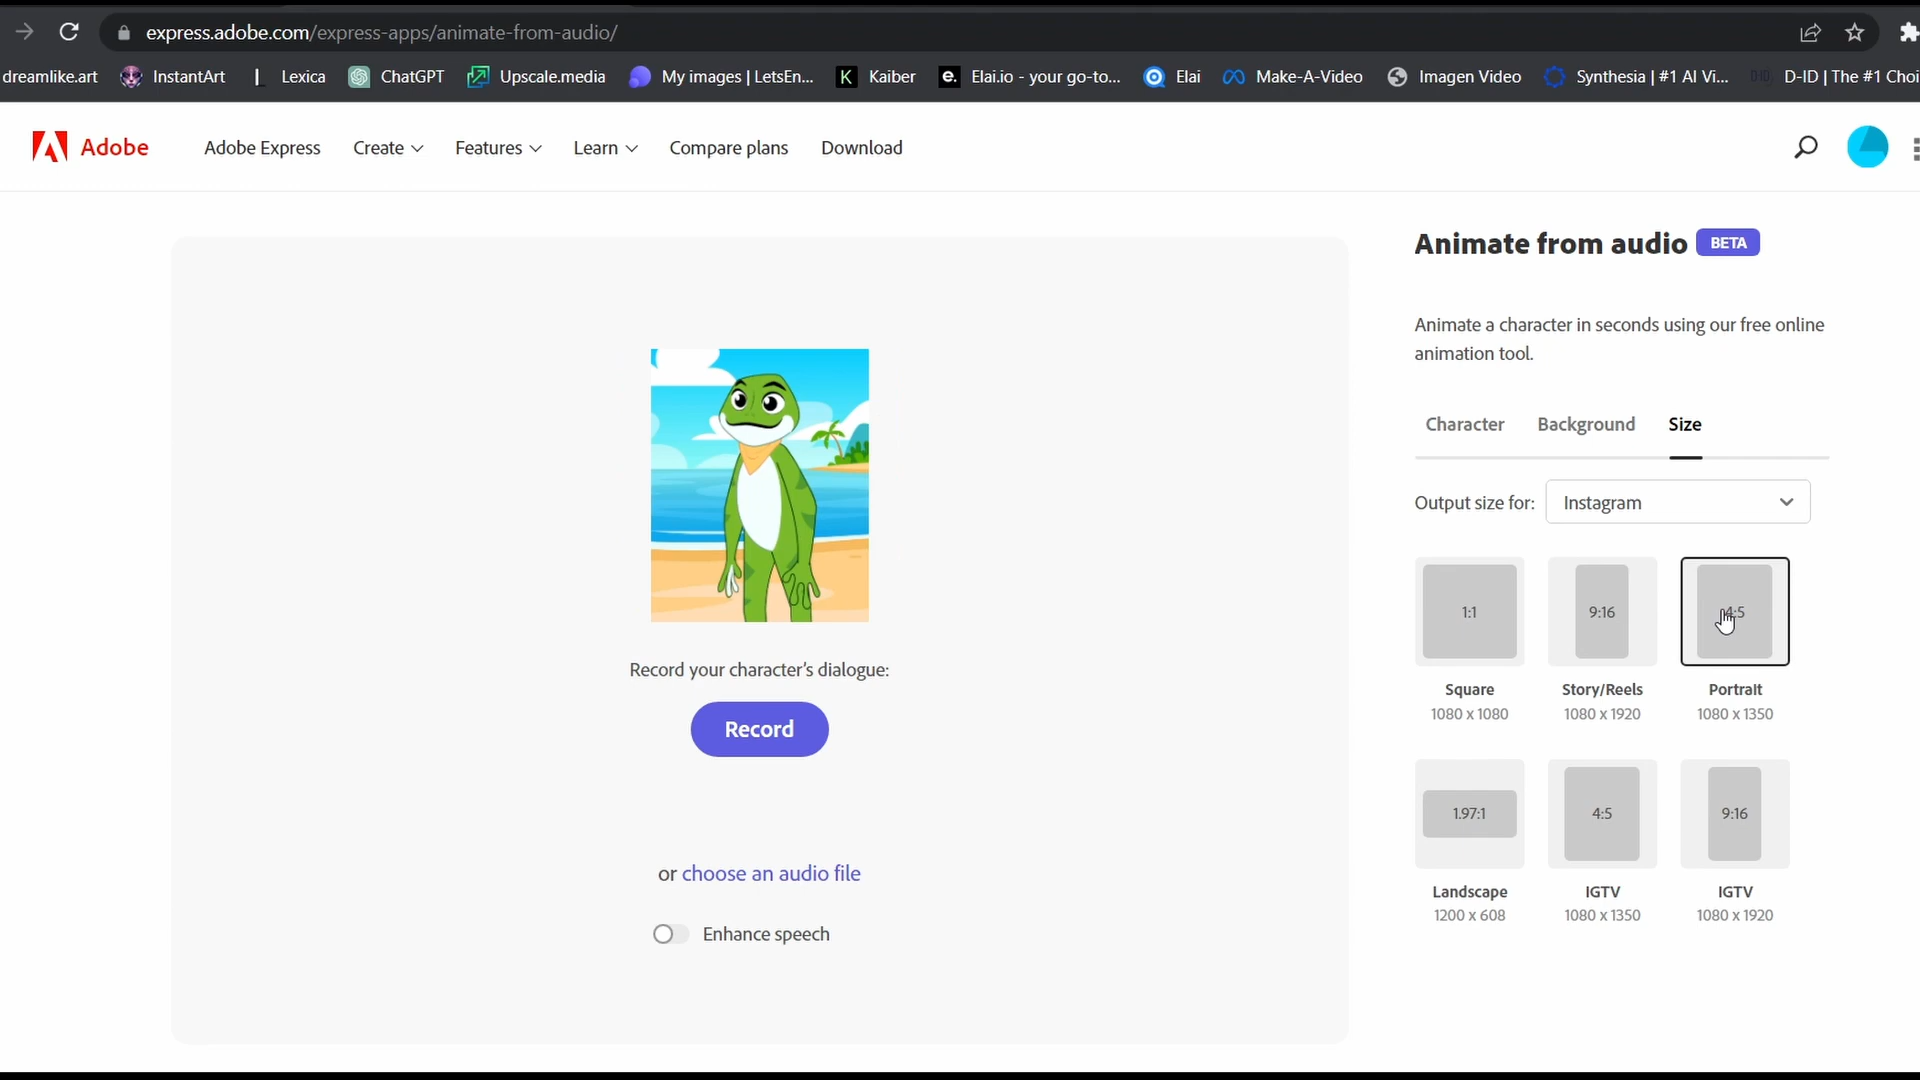 express.adobe.com/express-apps/animate-from-audio/
dreamlike.art InstantArt Lexica ChatGPT Upscale.media My images | LetsEn... K Kaiber e. Elai.io - your go-to... Elai Make-A-Video Imagen Video Synthesia | #1 AI Vi... D-ID | The #1 Choi
Adobe Adobe Express Create Features Learn Compare plans Download
Animate from audio BETA
Animate a character in seconds using our free online
animation tool.
Character Background Size
Output size for: Instagram
1:1 9:16 4:5
Square Story/Reels Portrait
1080 x 1080 1080 x 1920 1080 x 1350
1.97:1 4:5 9:16
Landscape IGTV IGTV
1200 x 608 1080 x 1350 1080 x 1920
Record your character's dialogue:
Record
or choose an audio file
Enhance speech